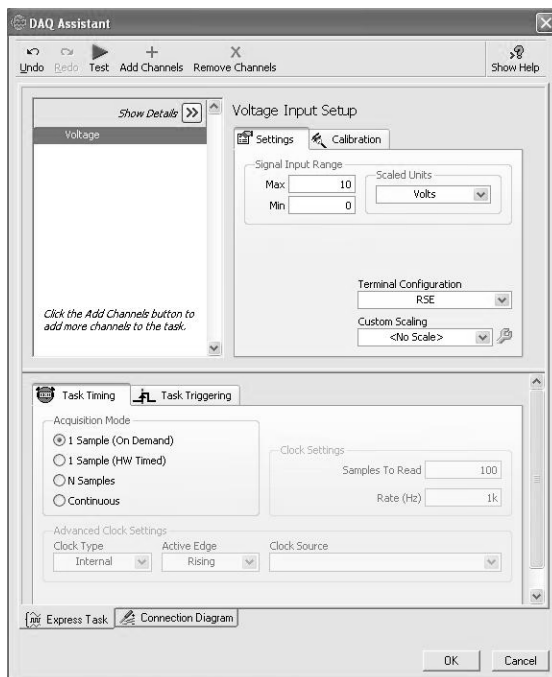 DAQ Assistant
Undo Redo Test Add Channels Remove Channels Show Help
Show Details
Voltage
Click the Add Channels button to
add more channels to the task.
Voltage Input Setup
Settings Calibration
Signal Input Range
Max 10
Min 0
Scaled Units
Volts
Terminal Configuration
RSE
Custom Scaling
<No Scale>
Task Timing Task Triggering
Acquisition Mode
1 Sample (On Demand)
1 Sample (HW Timed)
N Samples
Continuous
Clock Settings
Samples To Read 100
Rate (Hz) 1k
Advanced Clock Settings
Clock Type Active Edge Clock Source
Internal Rising
Express Task Connection Diagram
OK Cancel